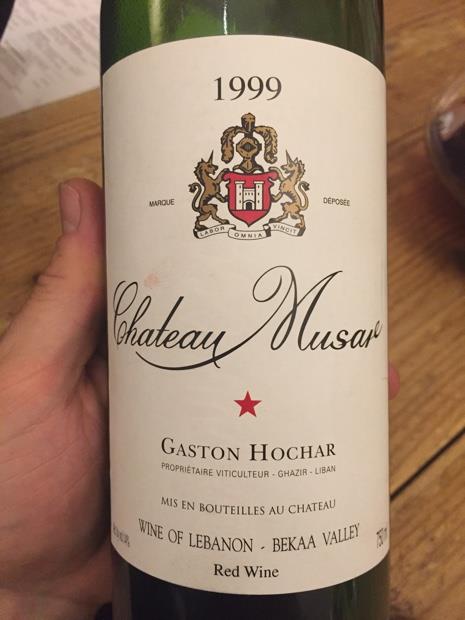 1999
MARQUE DÉPOSÉE
LABOR OMNIA VINCIT
Chateau Musar
GASTON HOCHAR
PROPRIÉTAIRE VITICULTEUR - GHAZIR - LIBAN
MIS EN BOUTEILLES AU CHATEAU
WINE OF LEBANON - BEKAA VALLEY
Red Wine